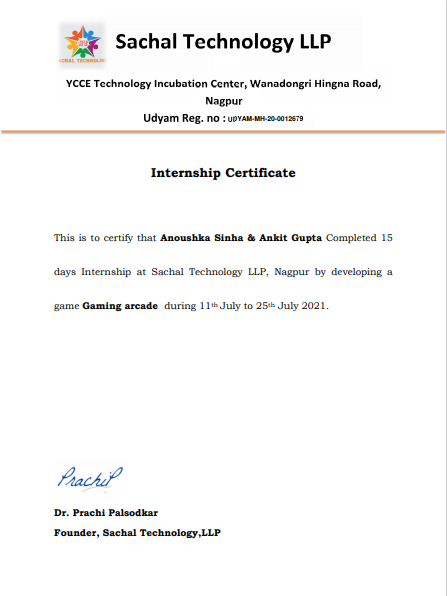 SACHAL TECHNOLOGY
Sachal Technology LLP
YCCE Technology Incubation Center, Wanadongri Hingna Road,
Nagpur
Udyam Reg. no : UDYAM-MH-20-0012679
Internship Certificate
This is to certify that Anoushka Sinha & Ankit Gupta Completed 15
days Internship at Sachal Technology LLP, Nagpur by developing a
game Gaming arcade during 11th July to 25th July 2021.
PrachiP
Dr. Prachi Palsodkar
Founder, Sachal Technology,LLP